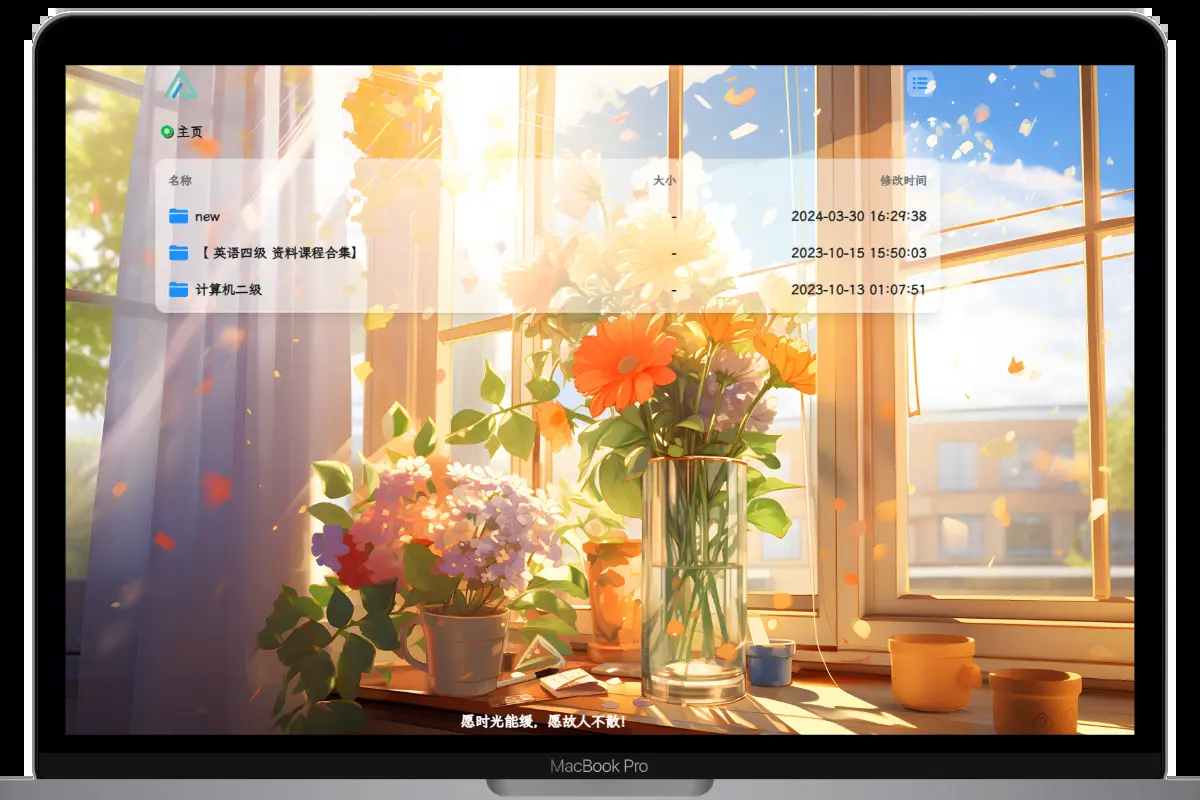 主页
名称 大小 修改时间
new - 2024-03-30 16:29:38
【 英语四级 资料课程合集】 - 2023-10-15 15:50:03
计算机二级 - 2023-10-13 01:07:51
愿时光能缓，愿故人不散！
MacBook Pro